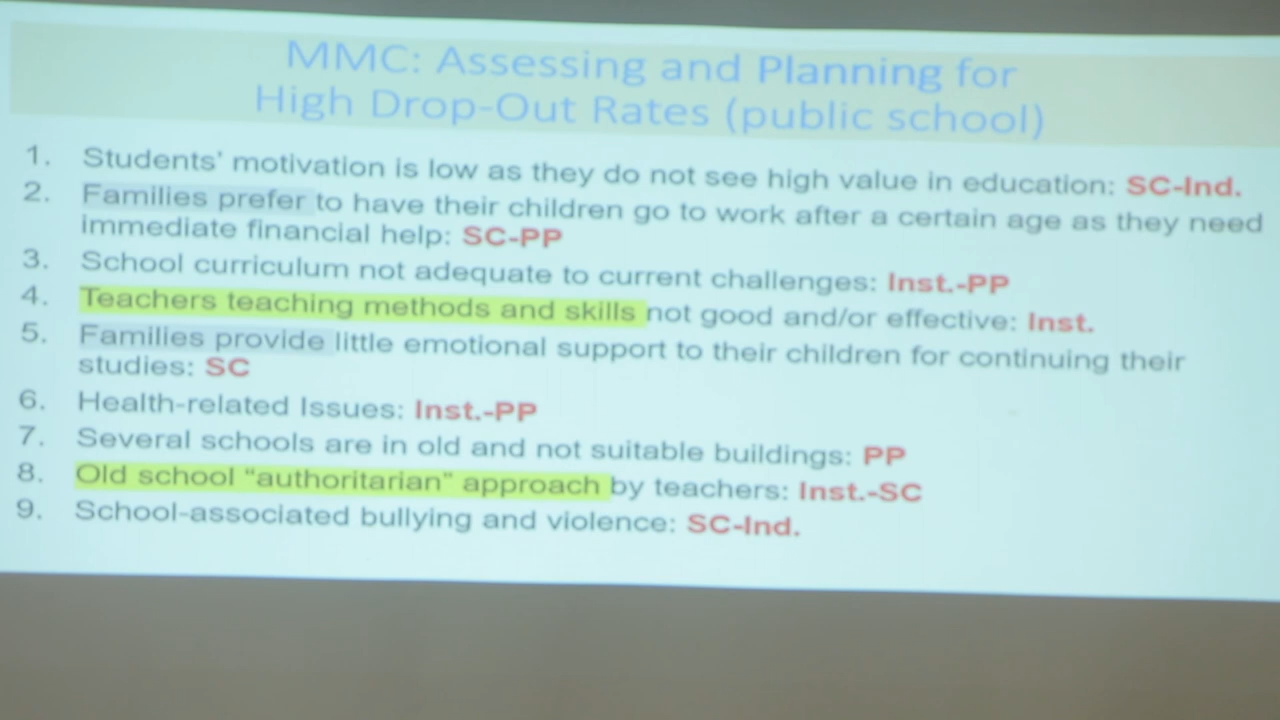 MMC: Assessing and Planning for
High Drop-Out Rates (public school)
1. Students' motivation is low as they do not see high value in education: SC-Ind.
2. Families prefer to have their children go to work after a certain age as they need
immediate financial help: SC-PP
3. School curriculum not adequate to current challenges: Inst.-PP
4. Teachers teaching methods and skills not good and/or effective: Inst.
5. Families provide little emotional support to their children for continuing their
studies: SC
6. Health-related Issues: Inst.-PP
7. Several schools are in old and not suitable buildings: PP
8. Old school "authoritarian" approach by teachers: Inst.-SC
9. School-associated bullying and violence: SC-Ind.